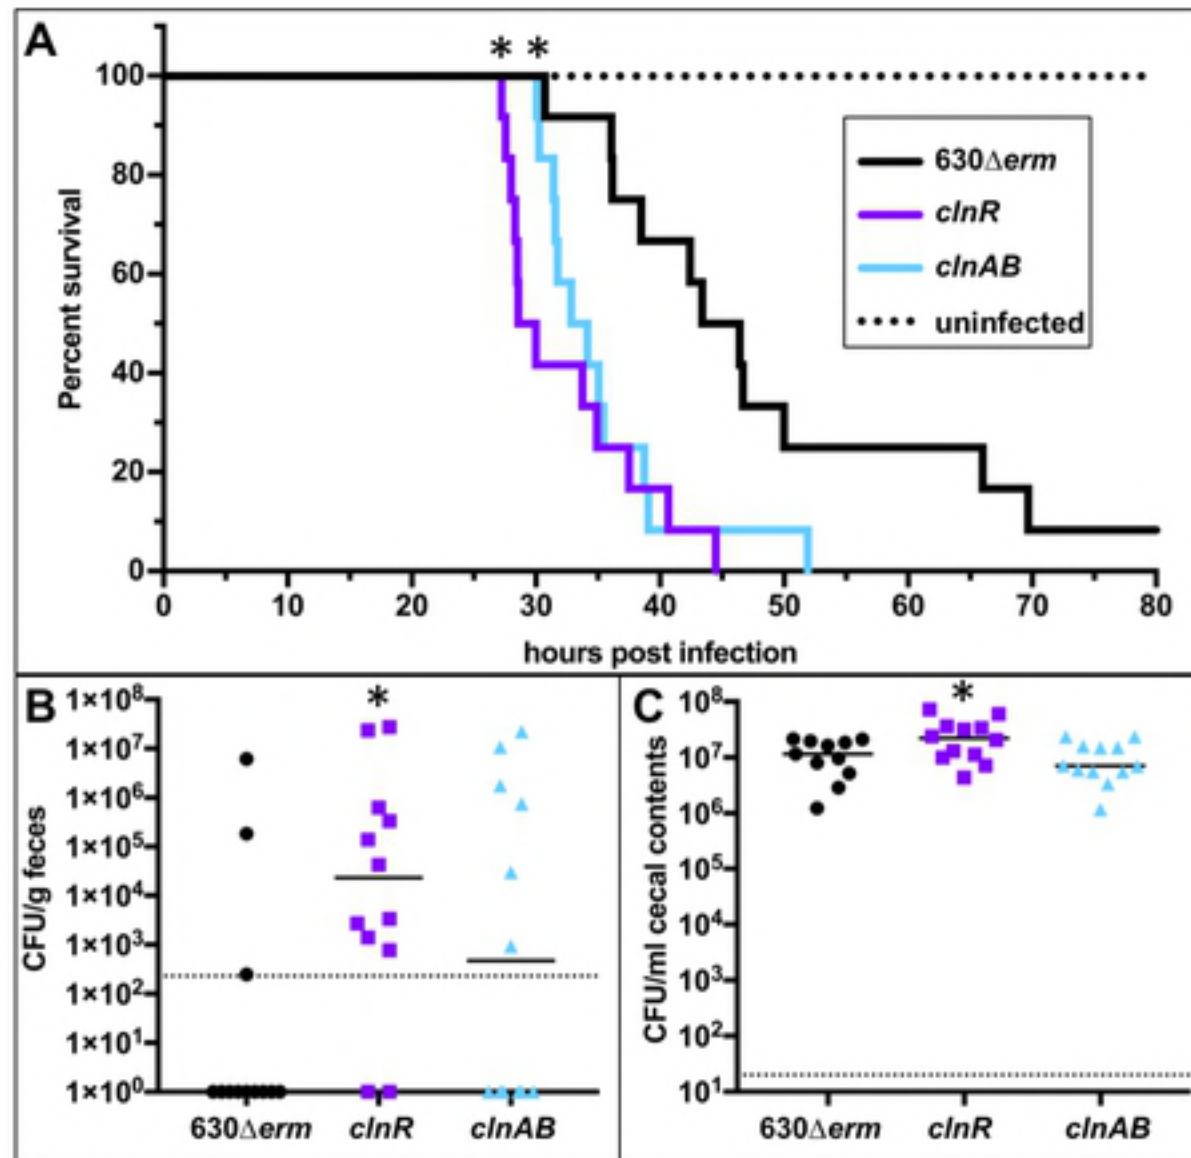 A
* *
100
80
60
40
20
0
Percent survival
630Δerm
clnR
clnAB
uninfected
0 10 20 30 40 50 60 70 80
hours post infection
B
*
1×10⁸
1×10⁷
1×10⁶
1×10⁵
1×10⁴
1×10³
1×10²
1×10¹
1×10⁰
CFU/g feces
630Δerm clnR clnAB
C
*
10⁸
10⁷
10⁶
10⁵
10⁴
10³
10²
10¹
CFU/ml cecal contents
630Δerm clnR clnAB